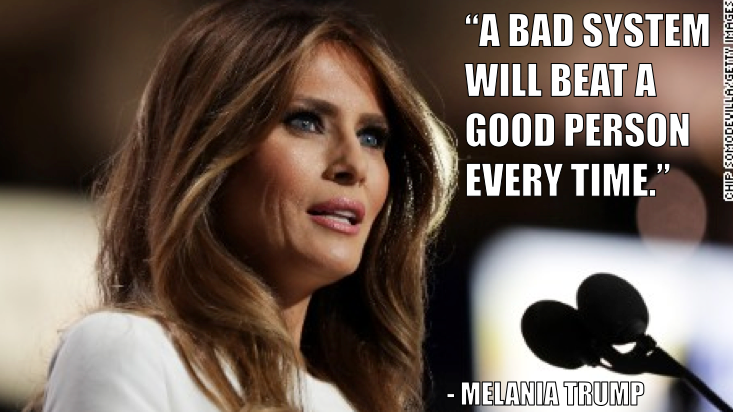 “A BAD SYSTEM
WILL BEAT A
GOOD PERSON
EVERY TIME.”
- MELANIA TRUMP
CHIP SOMODEVILLA/GETTY IMAGES